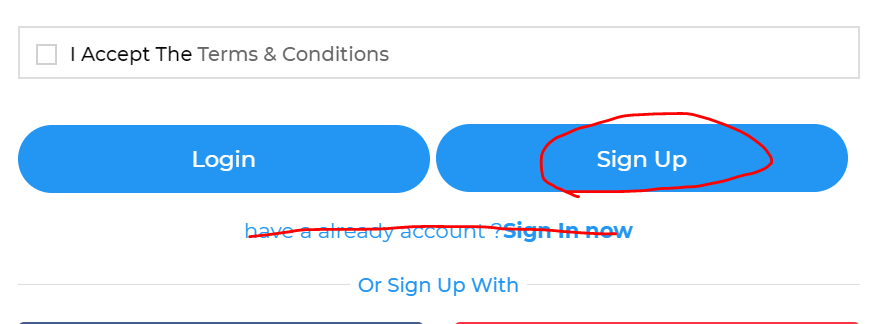 I Accept The Terms & Conditions
Login Sign Up
have a already account ?Sign In now
Or Sign Up With